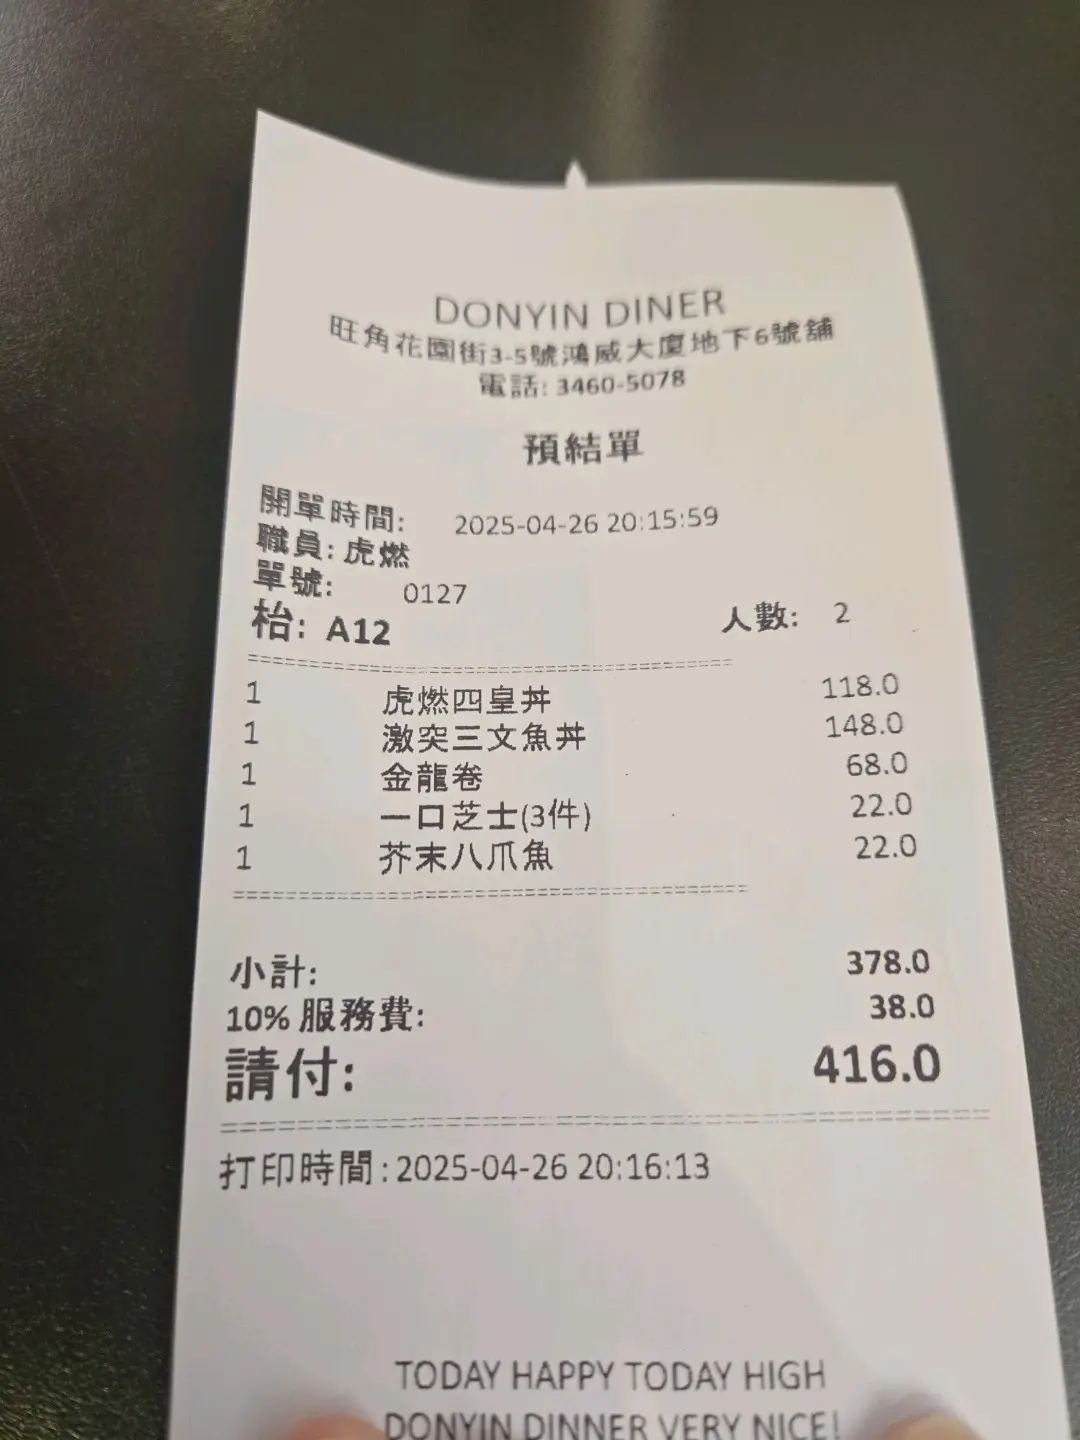 DONYIN DINER
旺角花園街3-5號鴻威大廈地下6號舖
電話: 3460-5078
預結單
開單時間: 2025-04-26 20:15:59
職員: 虎燃
單號: 0127
枱: A12 人數: 2
1 虎燃四皇丼 118.0
1 激突三文魚丼 148.0
1 金龍卷 68.0
1 一口芝士(3件) 22.0
1 芥末八爪魚 22.0
小計: 378.0
10% 服務費: 38.0
請付: 416.0
打印時間:2025-04-26 20:16:13
TODAY HAPPY TODAY HIGH
DONYIN DINNER VERY NICE!